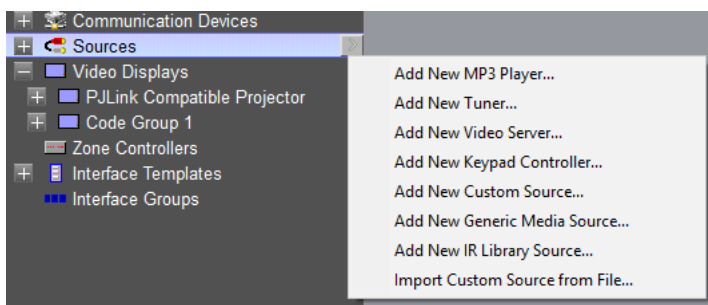 Communication Devices
Sources
Video Displays
PJLink Compatible Projector
Code Group 1
Zone Controllers
Interface Templates
Interface Groups
Add New MP3 Player...
Add New Tuner...
Add New Video Server...
Add New Keypad Controller...
Add New Custom Source...
Add New Generic Media Source...
Add New IR Library Source...
Import Custom Source from File...